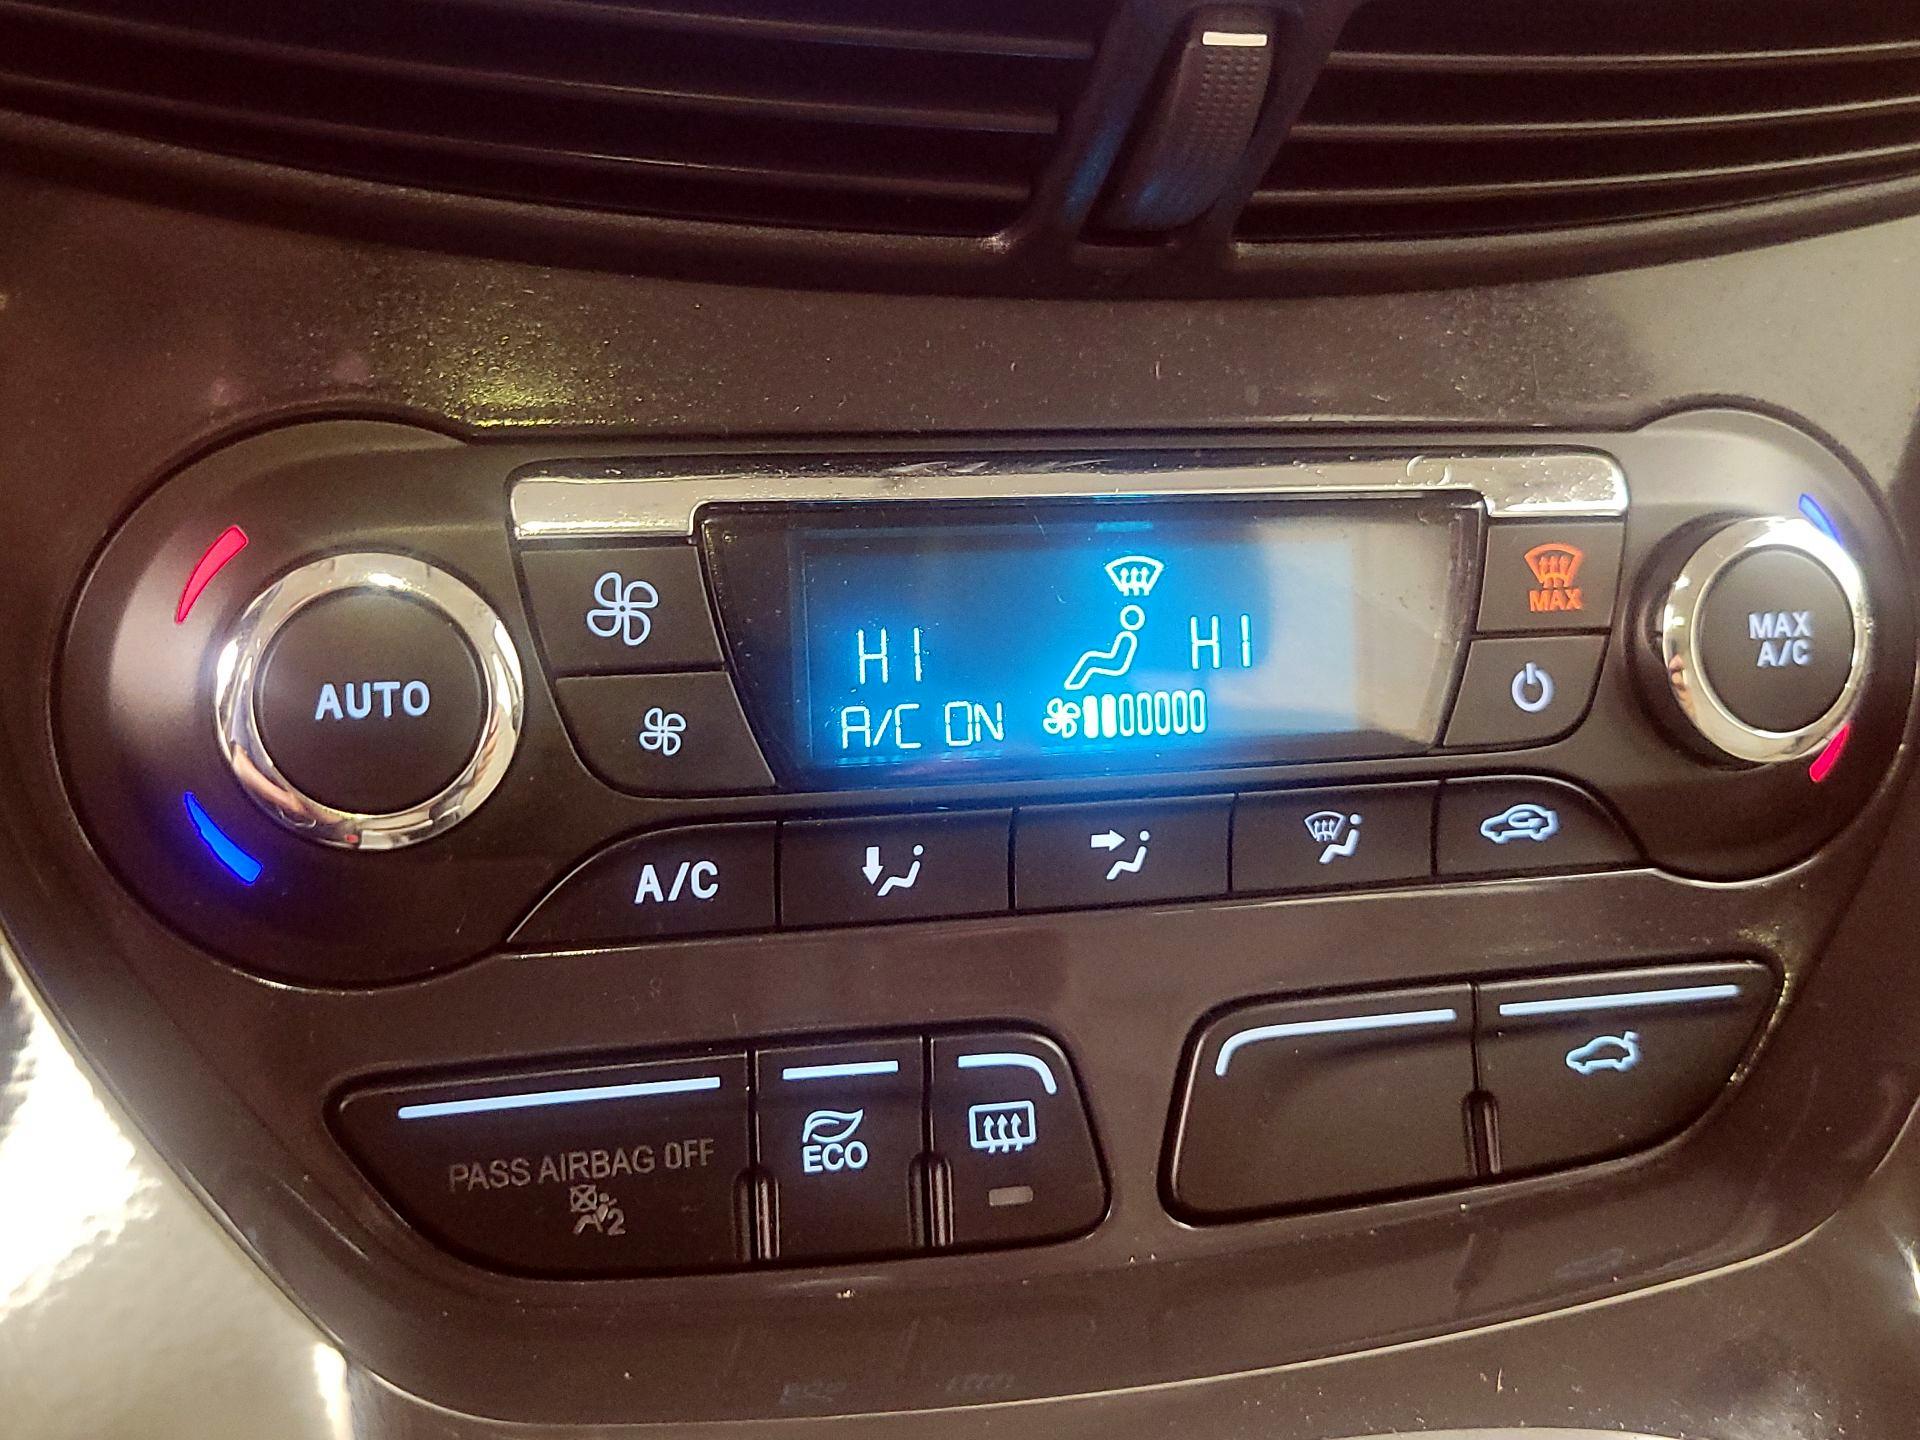 MAX
AUTO
HI
HI
MAX
A/C
A/C ON
A/C
PASS AIRBAG OFF
2
ECO